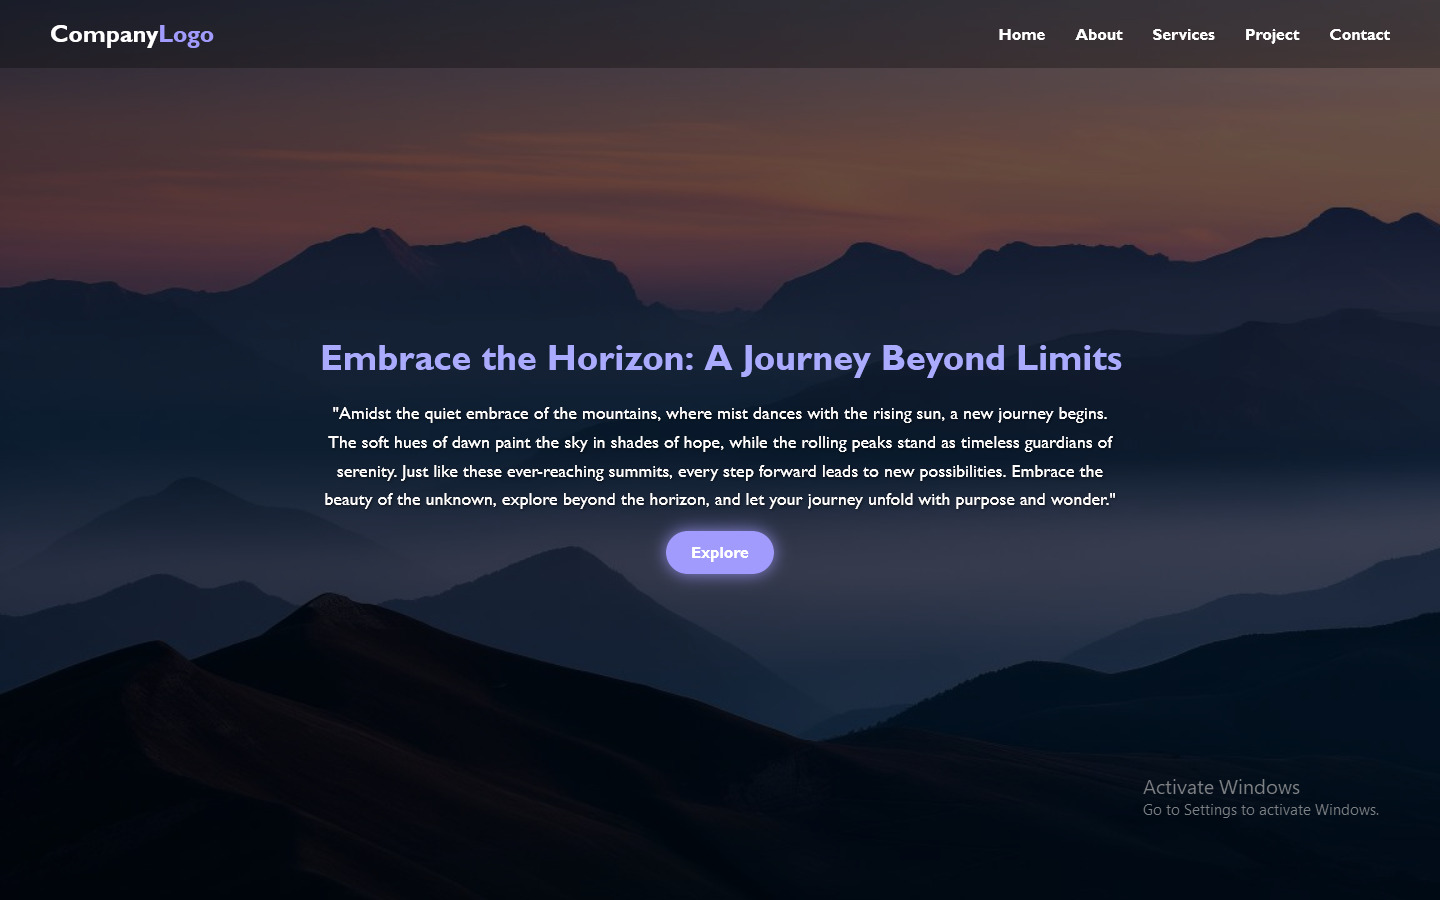 CompanyLogo
Home About Services Project Contact
Embrace the Horizon: A Journey Beyond Limits
"Amidst the quiet embrace of the mountains, where mist dances with the rising sun, a new journey begins.
The soft hues of dawn paint the sky in shades of hope, while the rolling peaks stand as timeless guardians of
serenity. Just like these ever-reaching summits, every step forward leads to new possibilities. Embrace the
beauty of the unknown, explore beyond the horizon, and let your journey unfold with purpose and wonder."
Explore
Activate Windows
Go to Settings to activate Windows.